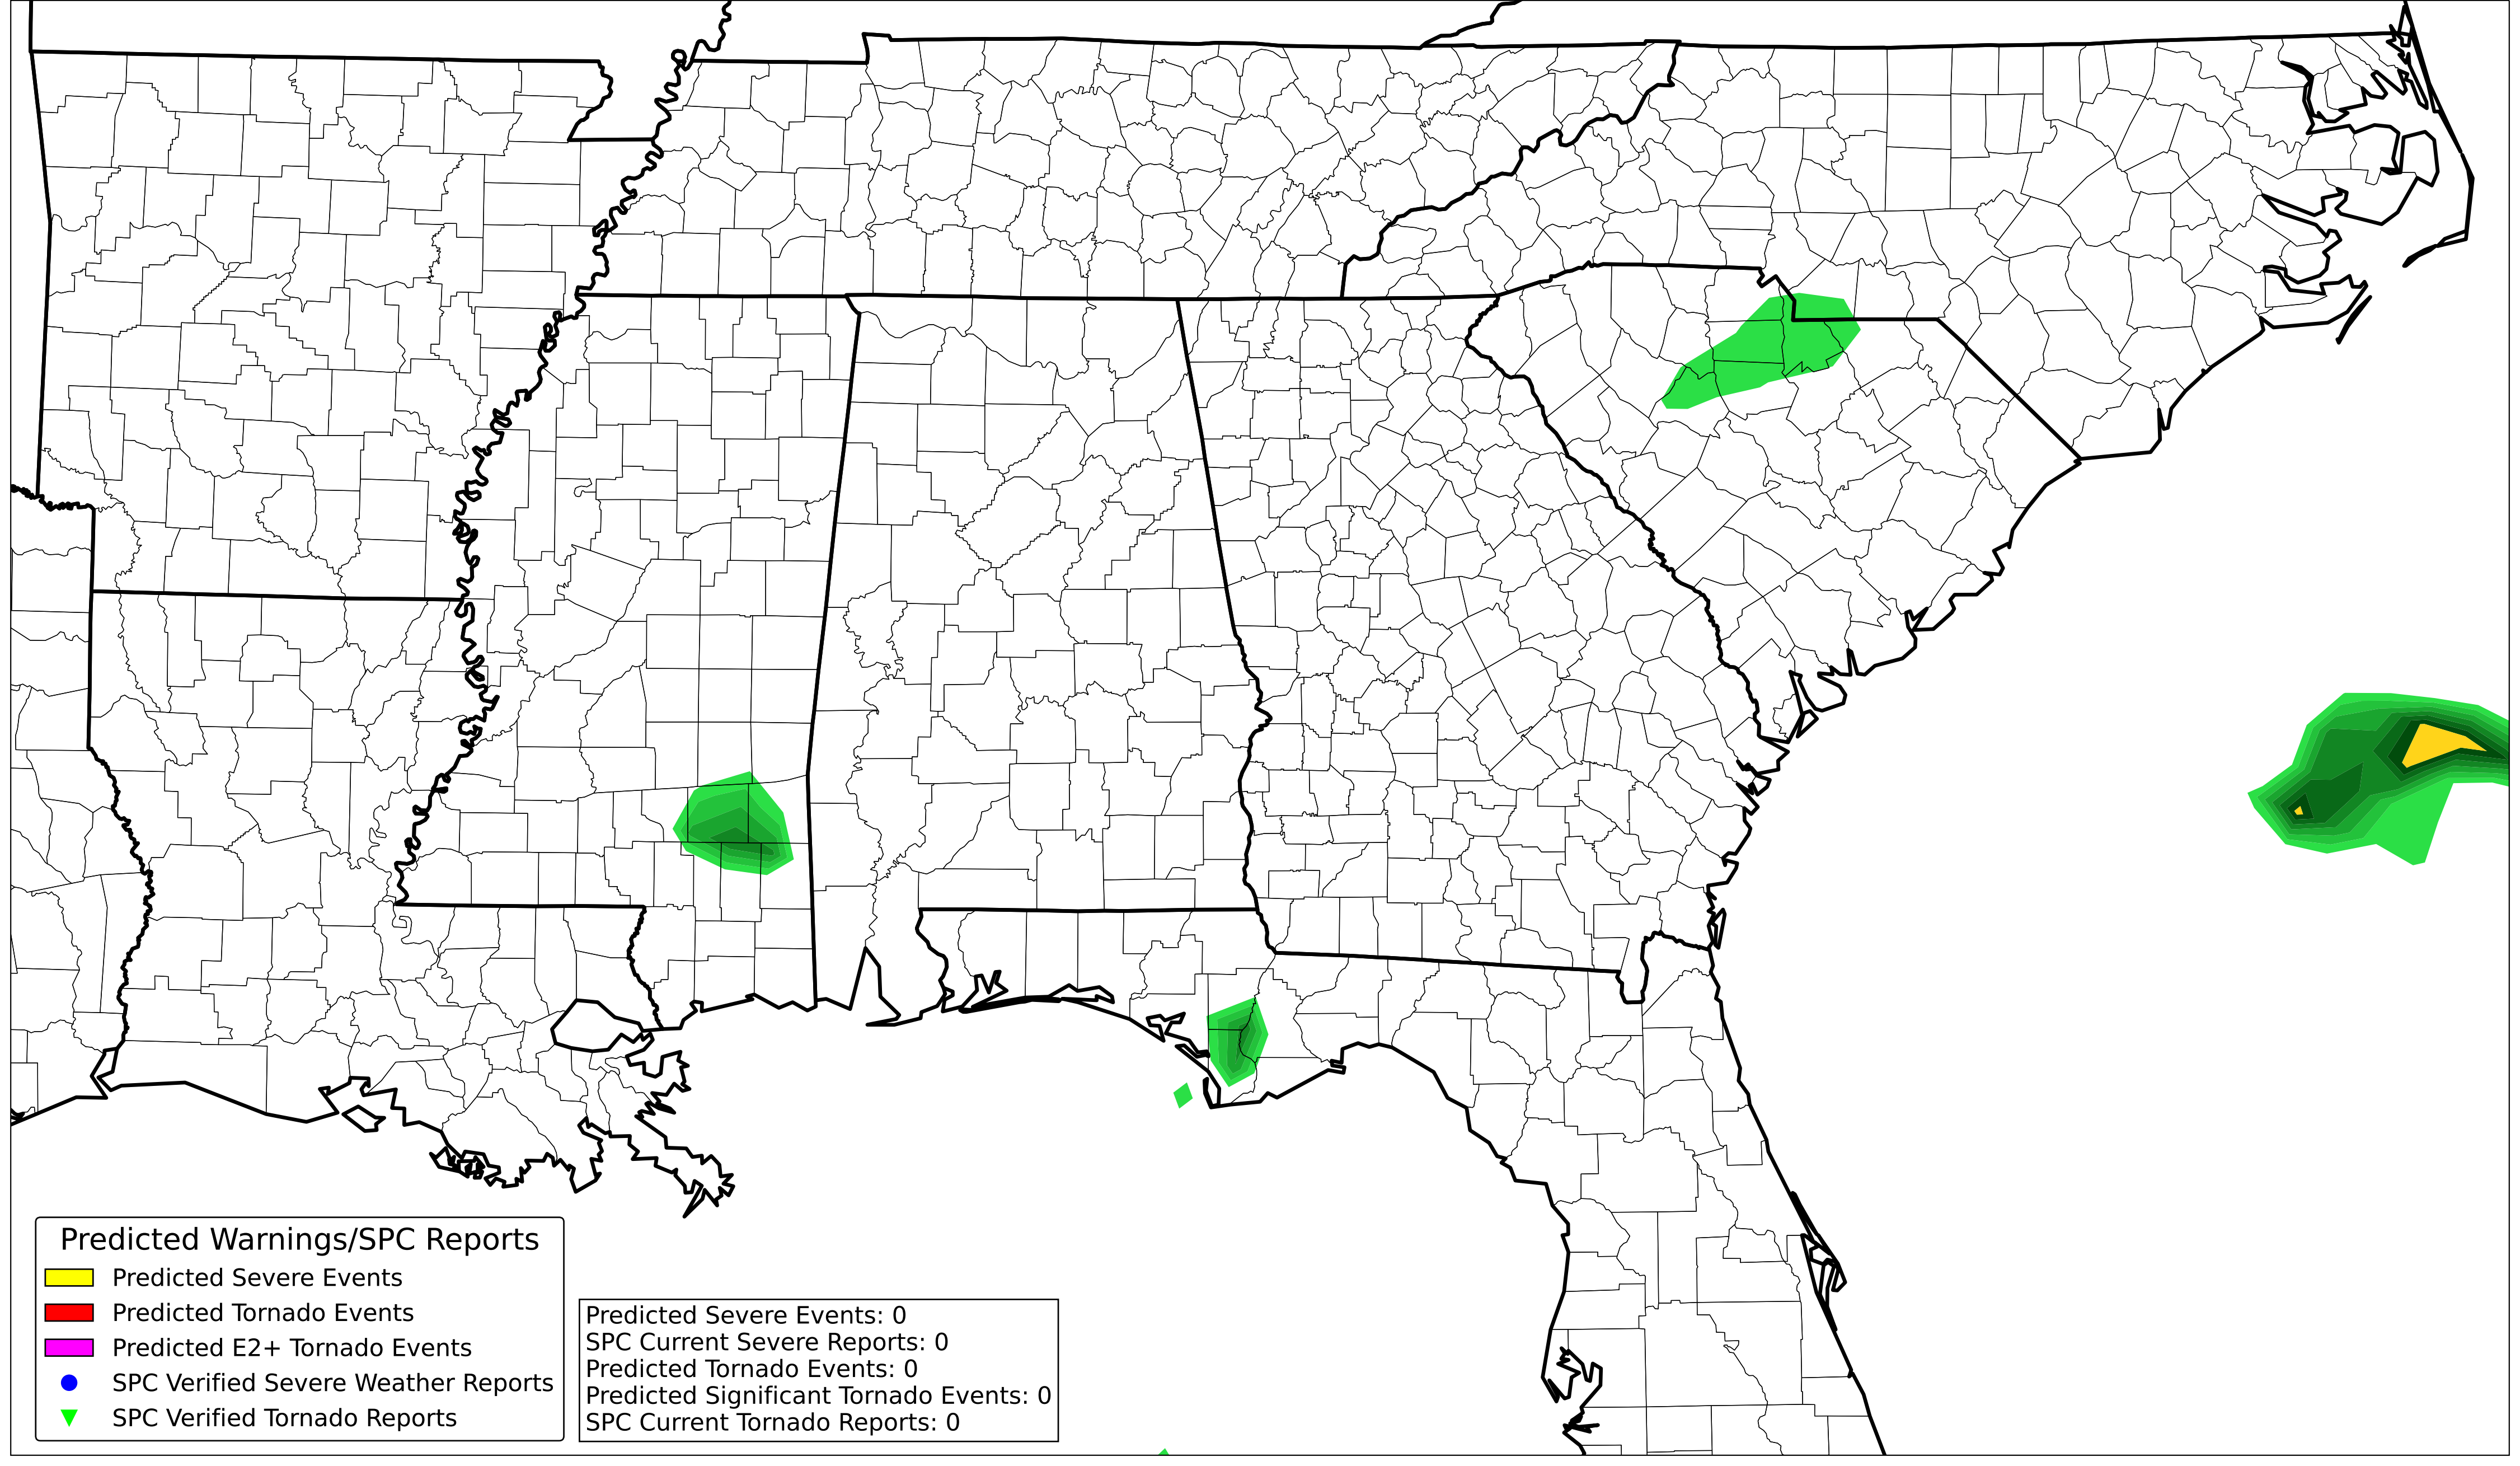 Predicted Warnings/SPC Reports
Predicted Severe Events
Predicted Tornado Events
Predicted E2+ Tornado Events
SPC Verified Severe Weather Reports
SPC Verified Tornado Reports
Predicted Severe Events: 0
SPC Current Severe Reports: 0
Predicted Tornado Events: 0
Predicted Significant Tornado Events: 0
SPC Current Tornado Reports: 0